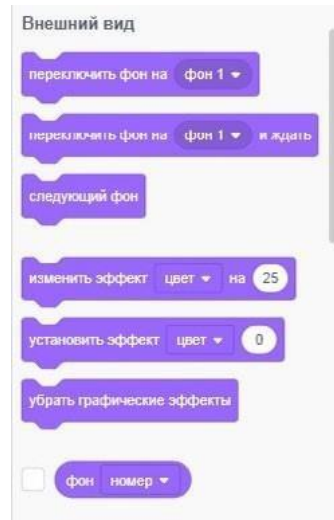 Внешний вид
переключить фон на фон 1
переключить фон на фон 1 и ждать
следующий фон
изменить эффект цвет на 25
установить эффект цвет 0
убрать графические эффекты
фон номер